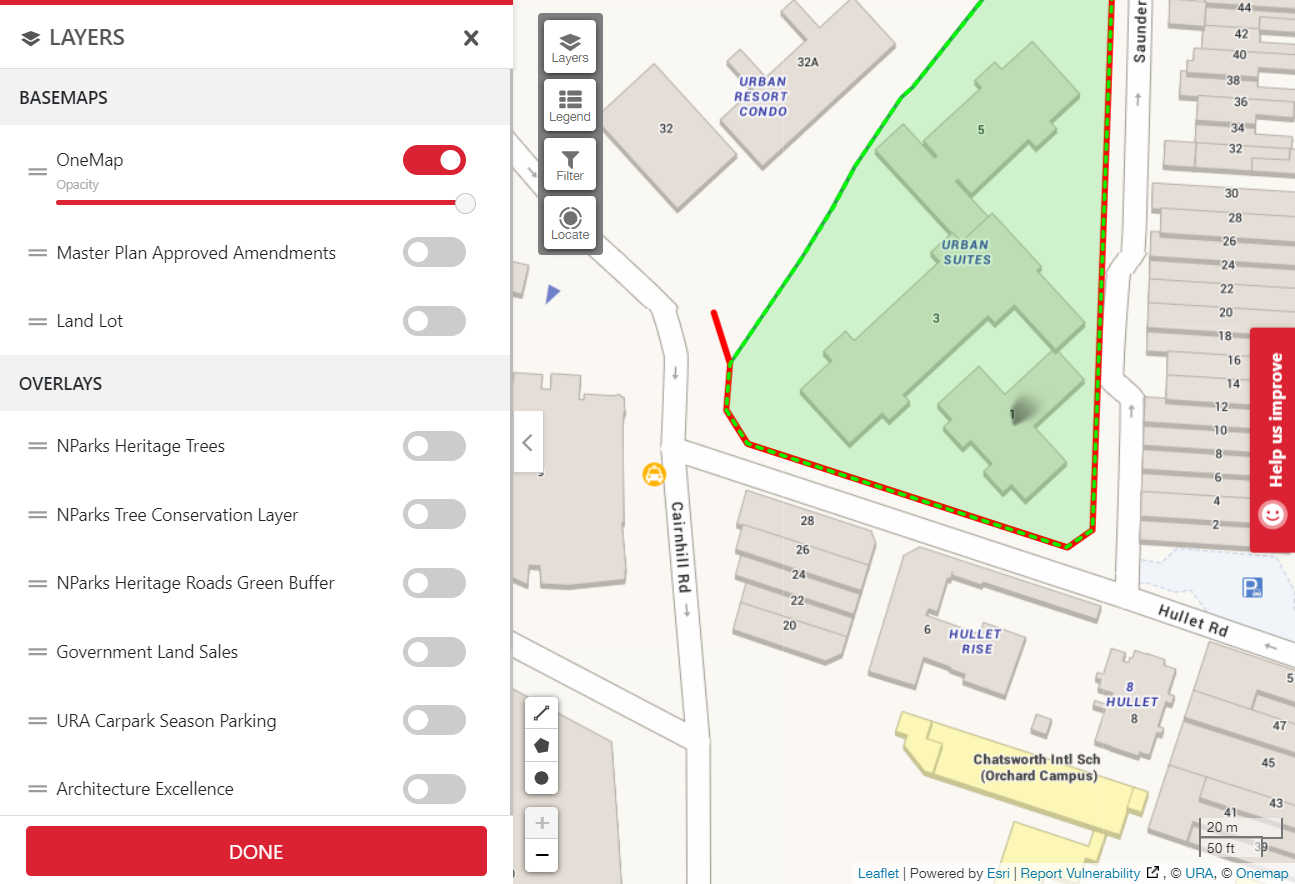 LAYERS
BASEMAPS
OneMap
Opacity
Master Plan Approved Amendments
Land Lot
OVERLAYS
NParks Heritage Trees
NParks Tree Conservation Layer
NParks Heritage Roads Green Buffer
Government Land Sales
URA Carpark Season Parking
Architecture Excellence
DONE
Layers
Legend
Filter
Locate
32A
URBAN
RESORT
CONDO
32
5
URBAN
SUITES
3
1
Saunder
44
42
40
38
36
34
32
30
28
26
24
22
20
18
16
14
12
10
8
6
4
2
Help us improve
Cairnhill Rd
28
26
24
22
20
6
HULLET
RISE
Hullet Rd
P
8
HULLET
8
Chatsworth Intl Sch
(Orchard Campus)
5
47
45
43
41
39
20 m
50 ft
+
−
Leaflet | Powered by Esri | Report Vulnerability , © URA, © Onemap